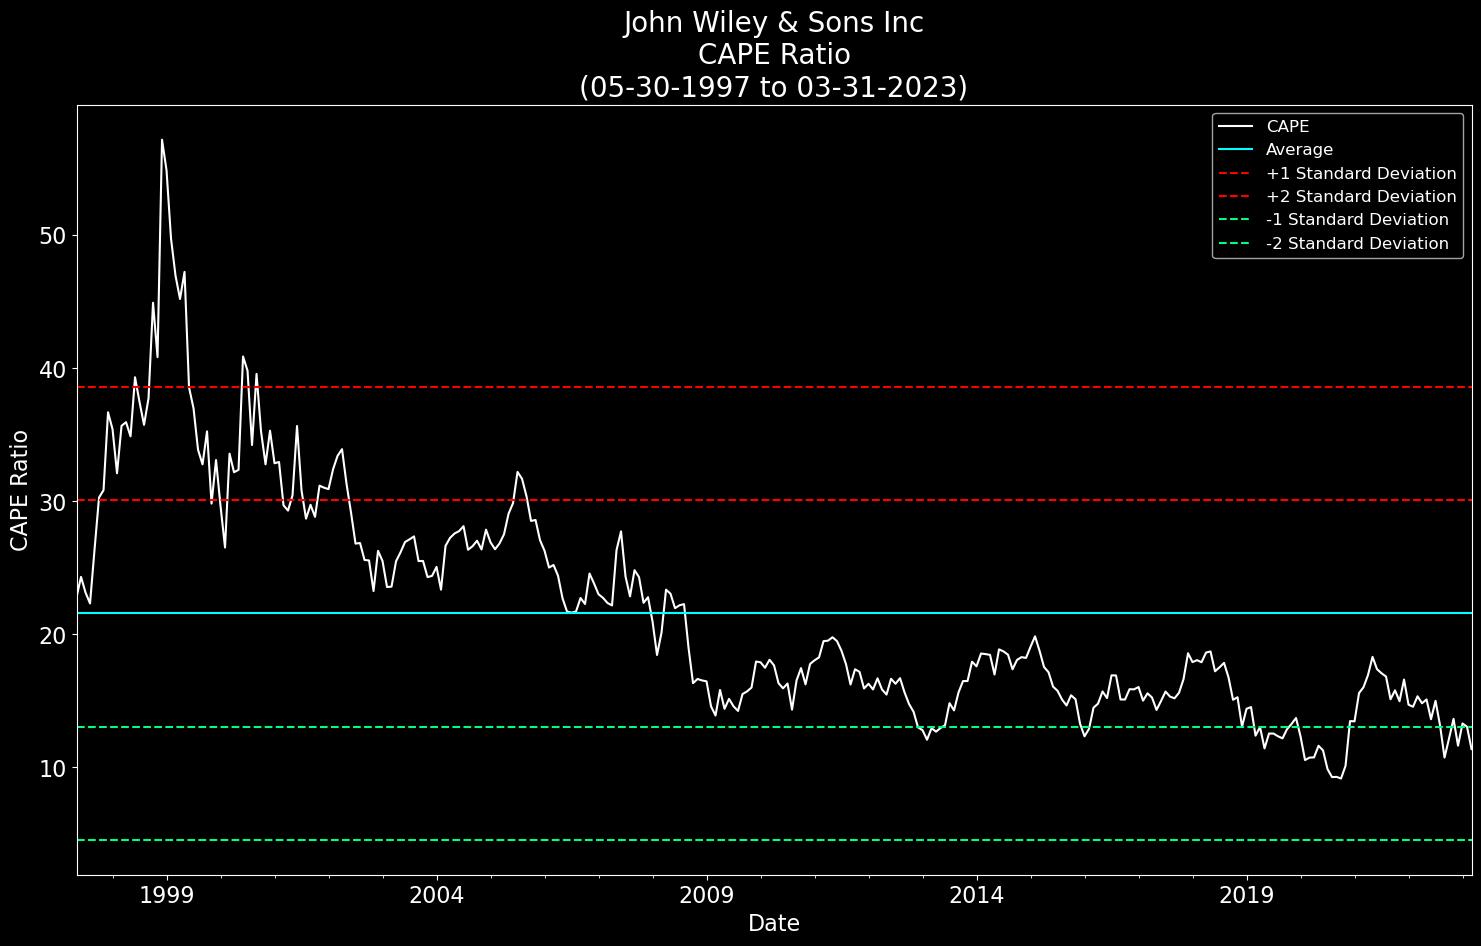 John Wiley & Sons Inc
CAPE Ratio
(05-30-1997 to 03-31-2023)
CAPE
Average
+1 Standard Deviation
+2 Standard Deviation
-1 Standard Deviation
-2 Standard Deviation
50
40
30
20
10
CAPE Ratio
1999
2004
2009
2014
2019
Date